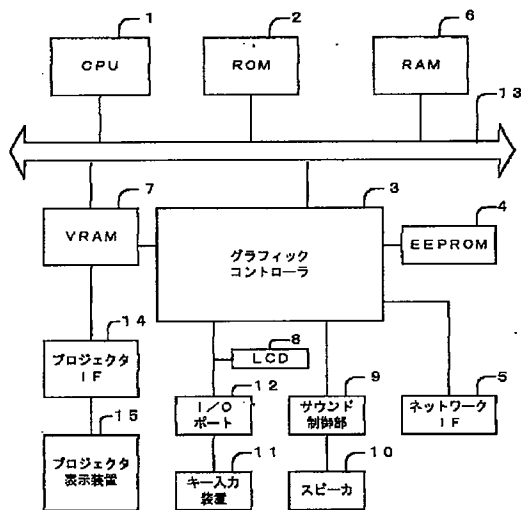 1
2
6
CPU
ROM
RAM
13
7
3
4
VRAM
グラフィック
コントローラ
EEPROM
14
8
LCD
プロジェクタ
IF
12
9
5
I/O
ポート
サウンド
制御部
ネットワーク
IF
15
11
10
プロジェクタ
表示装置
キー入力
装置
スピーカ